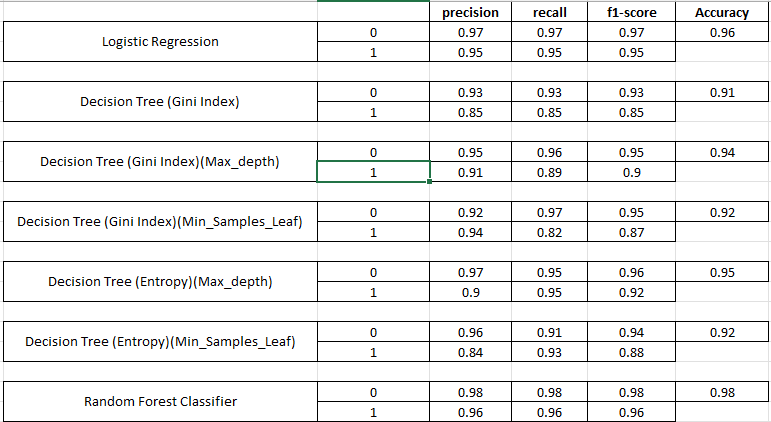 precision recall f1-score Accuracy
Logistic Regression 0 0.97 0.97 0.97 0.96
1 0.95 0.95 0.95
Decision Tree (Gini Index) 0 0.93 0.93 0.93 0.91
1 0.85 0.85 0.85
Decision Tree (Gini Index)(Max_depth) 0 0.95 0.96 0.95 0.94
1 0.91 0.89 0.9
Decision Tree (Gini Index)(Min_Samples_Leaf) 0 0.92 0.97 0.95 0.92
1 0.94 0.82 0.87
Decision Tree (Entropy)(Max_depth) 0 0.97 0.95 0.96 0.95
1 0.9 0.95 0.92
Decision Tree (Entropy)(Min_Samples_Leaf) 0 0.96 0.91 0.94 0.92
1 0.84 0.93 0.88
Random Forest Classifier 0 0.98 0.98 0.98 0.98
1 0.96 0.96 0.96